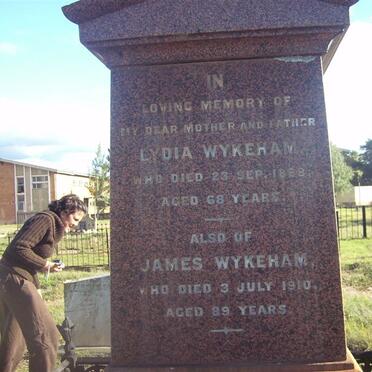 IN
LOVING MEMORY OF
MY DEAR MOTHER AND FATHER
LYDIA WYKEHAM,
WHO DIED 23 SEP. 1888,
AGED 68 YEARS.
ALSO OF
JAMES WYKEHAM,
WHO DIED 3 JULY 1910,
AGED 89 YEARS.